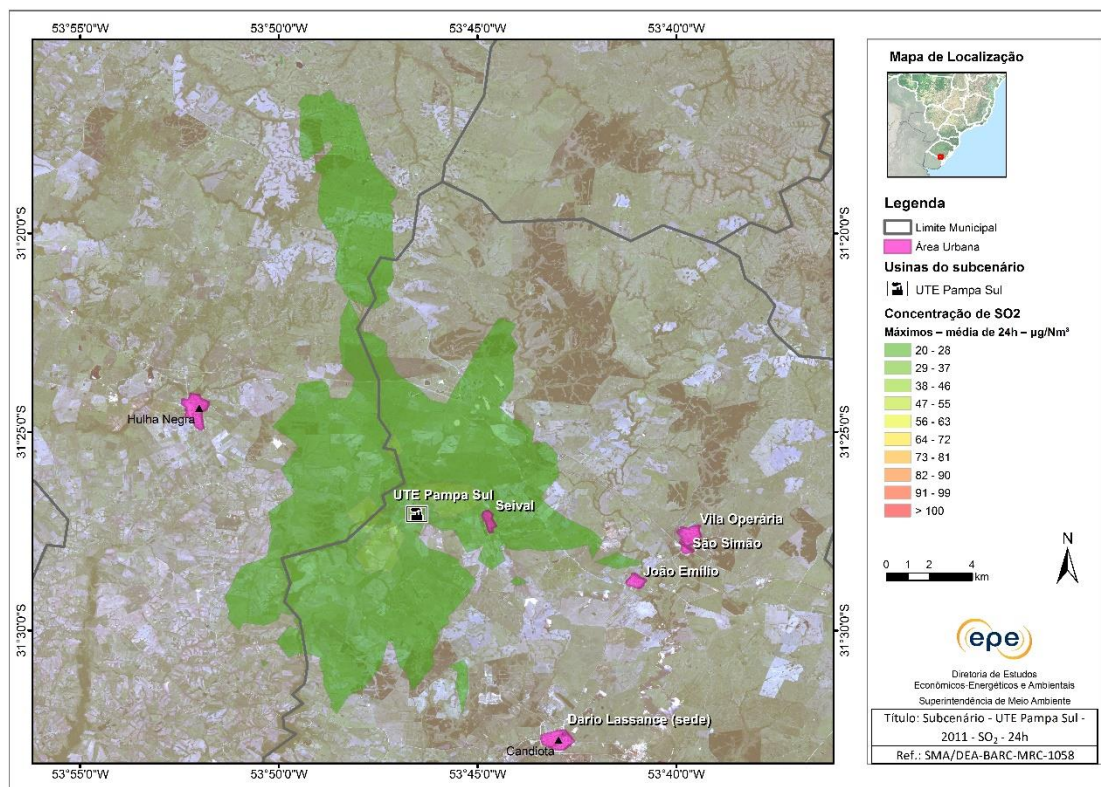 53°55'0"W
53°50'0"W
53°45'0"W
53°40'0"W
31°20'0"S
31°25'0"S
31°30'0"S
31°20'0"S
31°25'0"S
31°30'0"S
Hulha Negra
UTE Pampa Sul
Seival
Vila Operária
São Simão
João Emílio
Dario Lassance (sede)
Candiota
53°55'0"W
53°50'0"W
53°45'0"W
53°40'0"W
Mapa de Localização
Legenda
Limite Municipal
Área Urbana
Usinas do subcenário
UTE Pampa Sul
Concentração de SO2
Máximos – média de 24h – µg/Nm³
20 - 28
29 - 37
38 - 46
47 - 55
56 - 63
64 - 72
73 - 81
82 - 90
91 - 99
> 100
N
0 1 2 4
km
epe
Diretoria de Estudos
Econômicos-Energéticos e Ambientais
Superintendência de Meio Ambiente
Título: Subcenário - UTE Pampa Sul -
2011 - SO₂ - 24h
Ref.: SMA/DEA-BARC-MRC-1058